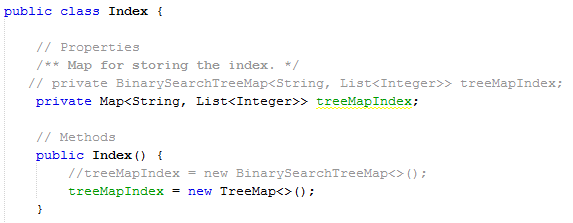 public class Index {
// Properties
/** Map for storing the index. */
// private BinarySearchTreeMap<String, List<Integer>> treeMapIndex;
private Map<String, List<Integer>> treeMapIndex;
// Methods
public Index() {
//treeMapIndex = new BinarySearchTreeMap<>();
treeMapIndex = new TreeMap<>();
}